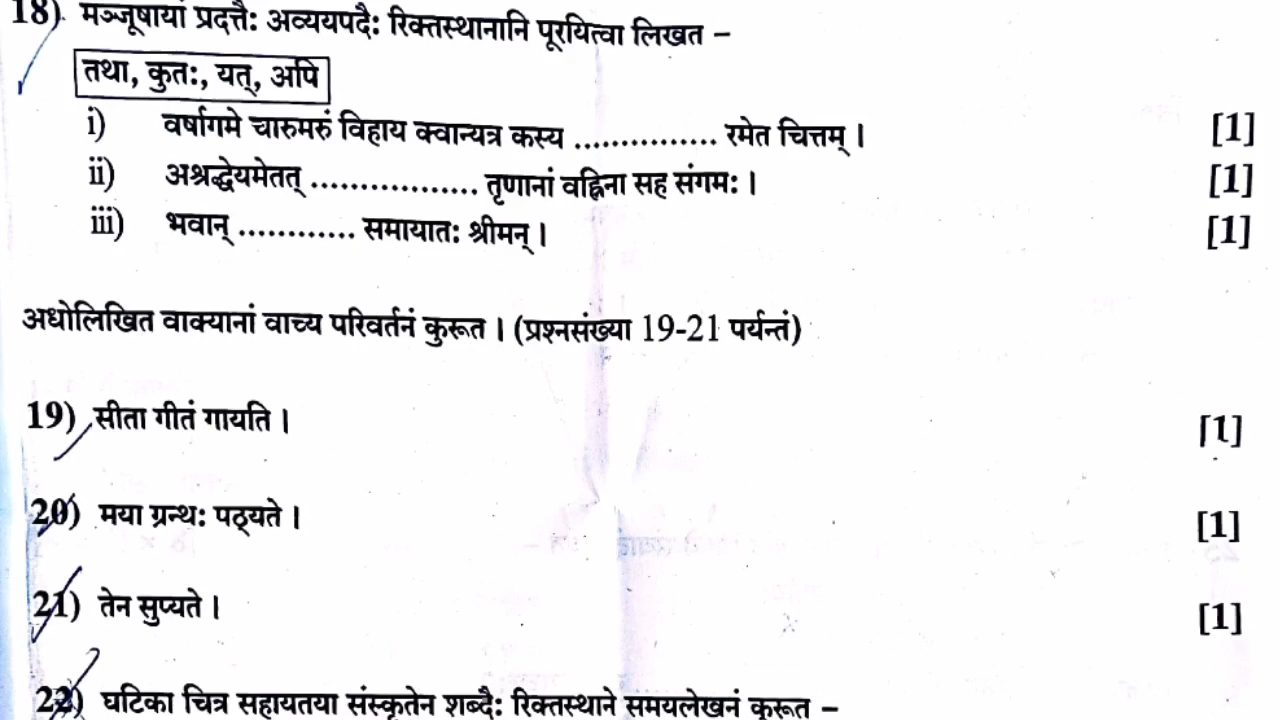 18) मञ्जूषायां प्रदत्तै: अव्ययपदै: रिक्तस्थानानि पूरयित्वा लिखत –
तथा, कुत:, यत्, अपि
i) वर्षागमे चारुमरुं विहाय क्वान्यत्र कस्य ............... रमेत चित्तम् । [1]
ii) अश्रद्धेयमेतत् .................. तृणानां वह्निना सह संगम: । [1]
iii) भवान् ............ समायात: श्रीमन् । [1]
अधोलिखित वाक्यानां वाच्य परिवर्तनं कुरूत । (प्रश्नसंख्या 19-21 पर्यन्तं)
19) सीता गीतं गायति । [1]
20) मया ग्रन्थ: पठ्यते । [1]
21) तेन सुप्यते । [1]
22) घटिका चित्र सहायतया संस्कृतेन शब्दै: रिक्तस्थाने समयलेखनं कुरूत –